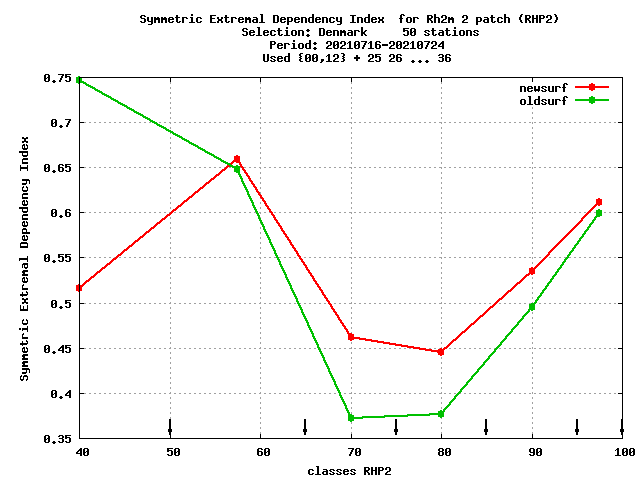 Symmetric Extremal Dependency Index  for Rh2m 2 patch (RHP2)
Selection: Denmark     50 stations
Period: 20210716-20210724
Used {00,12} + 25 26 ... 36
newsurf
oldsurf
0.75
0.7
0.65
0.6
0.55
0.5
0.45
0.4
0.35
Symmetric Extremal Dependency Index
40 50 60 70 80 90 100
classes RHP2